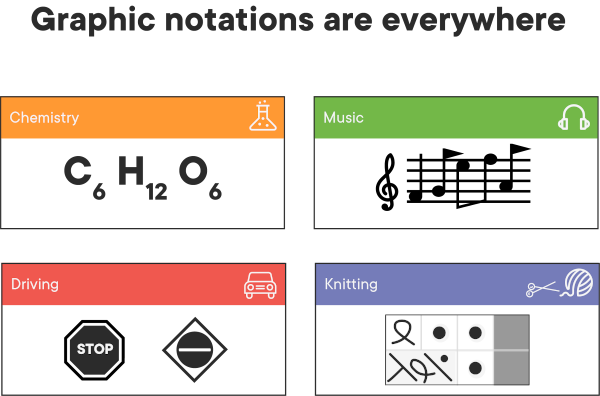 Graphic notations are everywhere
Chemistry
Music
C6 H12 O6
Driving
Knitting
STOP